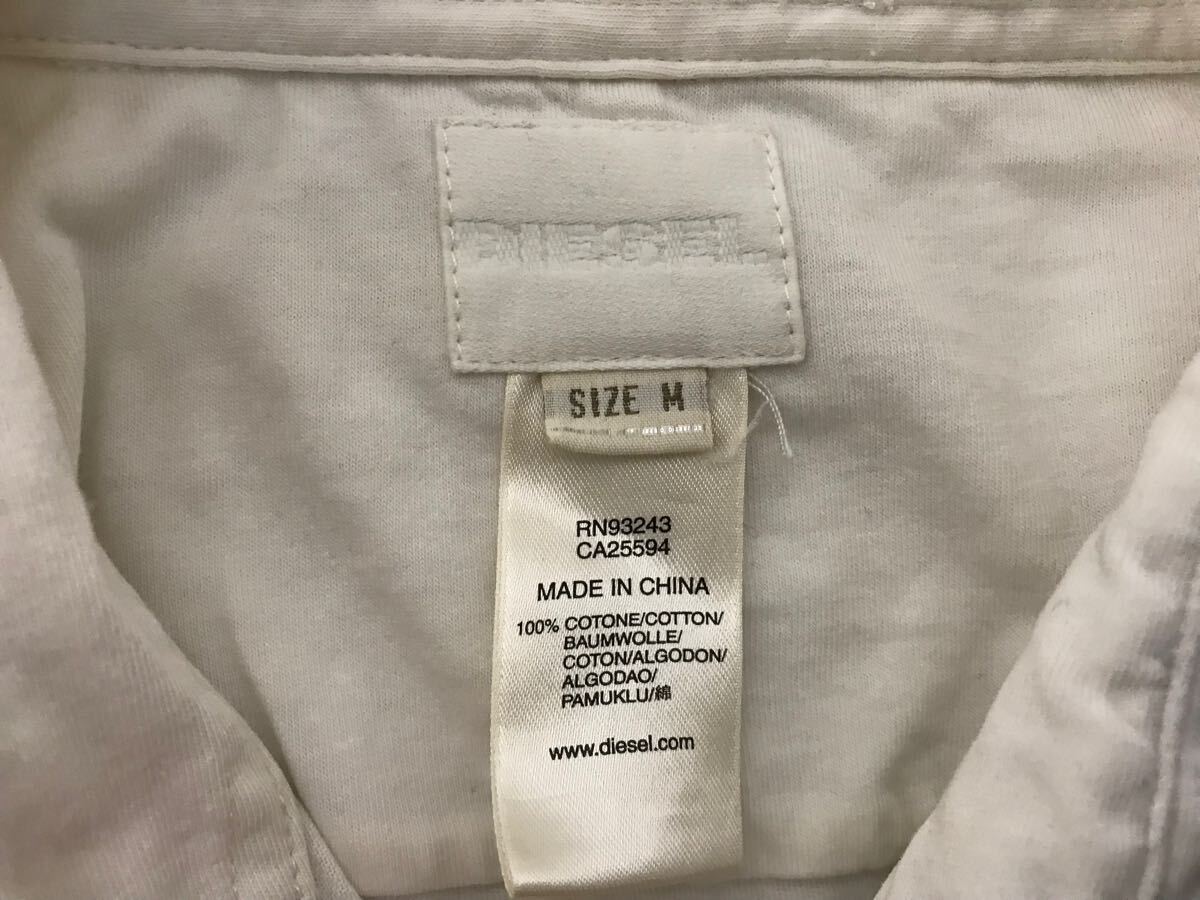 DIESEL
SIZE M
RN93243
CA25594
MADE IN CHINA
100% COTONE/COTTON/
BAUMWOLLE/
COTON/ALGODON/
ALGODAO/
PAMUKLU/綿
www.diesel.com